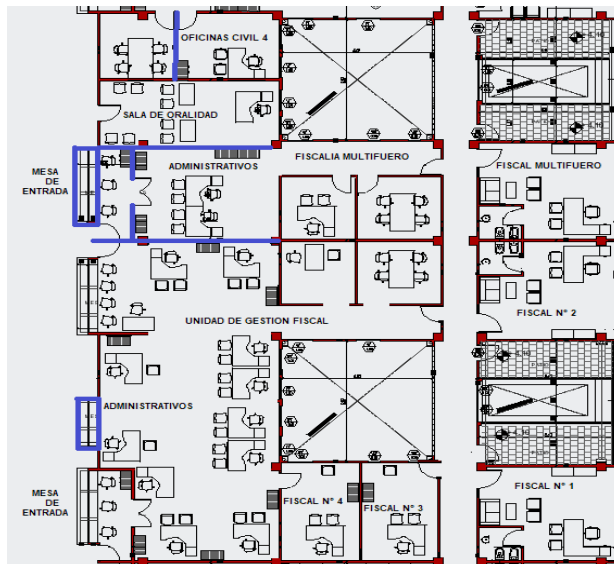 OFICINAS CIVIL 4
SALA DE ORALIDAD
MESA
DE
ENTRADA
ADMINISTRATIVOS
FISCALIA MULTIFUERO
FISCAL MULTIFUERO
FISCAL N° 2
UNIDAD DE GESTION FISCAL
ADMINISTRATIVOS
MESA
DE
ENTRADA
FISCAL N° 4
FISCAL N° 3
FISCAL N° 1